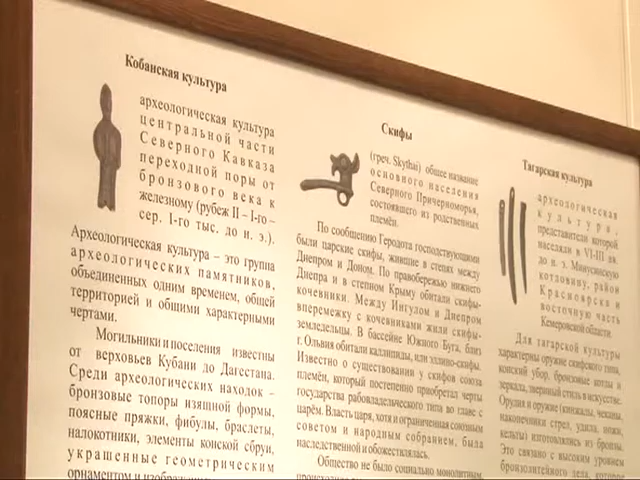 Кобанская культура
археологическая культура
центральной части
Северного Кавказа
переходной поры от
бронзового века к
железному (рубеж II – I-го –
сер. I-го тыс. до н. э.).
Археологическая культура – это группа
археологических памятников,
объединенных одним временем, общей
территорией и общими характерными
чертами.
Могильники и поселения известны
от верховьев Кубани до Дагестана.
Среди археологических находок -
бронзовые топоры изящной формы,
поясные пряжки, фибулы, браслеты,
налокотники, элементы конской сбруи,
украшенные геометрическим
орнаментом и
Скифы
(греч. Skythai) общее название
основного населения
Северного Причерноморья,
состоявшего из родственных
племён.
По сообщению Геродота господствующими
были царские скифы, жившие в степях между
Днепром и Доном. По правобережью нижнего
Днепра и в степном Крыму обитали скифы-
кочевники. Между Ингулом и Днепром
вперемежку с кочевниками жили скифы-
земледельцы. В бассейне Южного Буга, близ
г. Ольвия обитали каллипиды, или эллино-скифы.
Известно о существовании у скифов союза
племён, который постепенно приобретал черты
государства рабовладельческого типа во главе с
царём. Власть царя, хотя и ограниченная союзным
советом и народным собранием, была
наследственной и обожествлялась.
Общество не было социально монолитным,
Тагарская культура
археологическая
культура,
представители которой
населяли в VI-III вв.
до н. э. Минусинскую
котловину, район
Красноярска и
восточную часть
Кемеровской области.
Для тагарской культуры
характерны оружие скифского типа,
конский убор, бронзовые котлы и
зеркала, звериный стиль в искусстве.
Орудия и оружие (кинжалы, чеканы,
наконечники стрел, удила, ножи,
кельты) изготовлялись из бронзы.
Это связано с высоким уровнем
бронзолитейного дела, которое